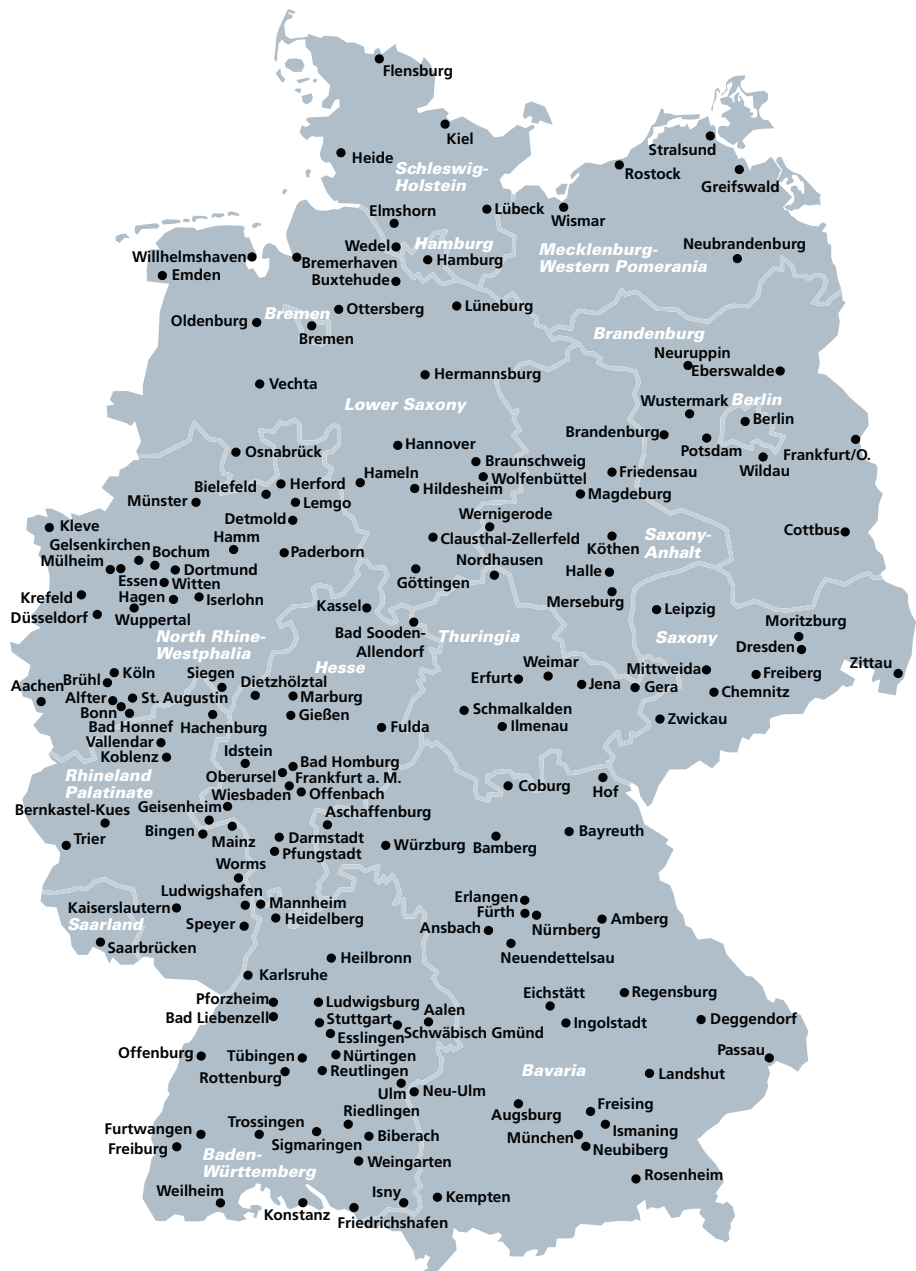 Flensburg
Kiel
Stralsund
Heide
Rostock
Schleswig-
Holstein
Greifswald
Elmshorn
Lübeck
Wismar
Wedel
Hamburg
Mecklenburg-
Western Pomerania
Neubrandenburg
Willhelmshaven
Bremerhaven
Hamburg
Emden
Buxtehude
Ottersberg
Lüneburg
Bremen
Oldenburg
Bremen
Brandenburg
Neuruppin
Eberswalde
Hermannsburg
Vechta
Lower Saxony
Wustermark
Berlin
Berlin
Brandenburg
Potsdam
Frankfurt/O.
Wildau
Hannover
Osnabrück
Braunschweig
Wolfenbüttel
Friedensau
Hameln
Hildesheim
Magdeburg
Bielefeld
Herford
Münster
Lemgo
Detmold
Wernigerode
Kleve
Clausthal-Zellerfeld
Saxony-
Anhalt
Cottbus
Köthen
Gelsenkirchen
Bochum
Hamm
Paderborn
Mülheim
Dortmund
Nordhausen
Halle
Essen
Witten
Göttingen
Krefeld
Hagen
Iserlohn
Merseburg
Düsseldorf
Wuppertal
Kassel
Leipzig
Bad Sooden-
Allendorf
Thuringia
Saxony
Moritzburg
Dresden
North Rhine-
Westphalia
Hesse
Weimar
Mittweida
Zittau
Köln
Siegen
Dietzhölztal
Erfurt
Jena
Gera
Freiberg
Chemnitz
Aachen
Brühl
Alfter
St. Augustin
Marburg
Bonn
Gießen
Schmalkalden
Zwickau
Bad Honnef
Hachenburg
Fulda
Ilmenau
Vallendar
Koblenz
Idstein
Bad Homburg
Rhineland
Palatinate
Oberursel
Frankfurt a. M.
Coburg
Hof
Wiesbaden
Offenbach
Bernkastel-Kues
Geisenheim
Aschaffenburg
Trier
Bingen
Mainz
Darmstadt
Würzburg
Bamberg
Bayreuth
Pfungstadt
Worms
Ludwigshafen
Mannheim
Erlangen
Kaiserslautern
Heidelberg
Fürth
Amberg
Saarland
Speyer
Ansbach
Nürnberg
Saarbrücken
Heilbronn
Neuendettelsau
Karlsruhe
Pforzheim
Ludwigsburg
Eichstätt
Regensburg
Bad Liebenzell
Stuttgart
Aalen
Ingolstadt
Deggendorf
Esslingen
Schwäbisch Gmünd
Offenburg
Tübingen
Nürtingen
Passau
Rottenburg
Reutlingen
Bavaria
Landshut
Ulm
Neu-Ulm
Riedlingen
Augsburg
Freising
Furtwangen
Trossingen
Biberach
München
Ismaning
Freiburg
Sigmaringen
Neubiberg
Baden-
Württemberg
Weingarten
Rosenheim
Weilheim
Isny
Kempten
Konstanz
Friedrichshafen